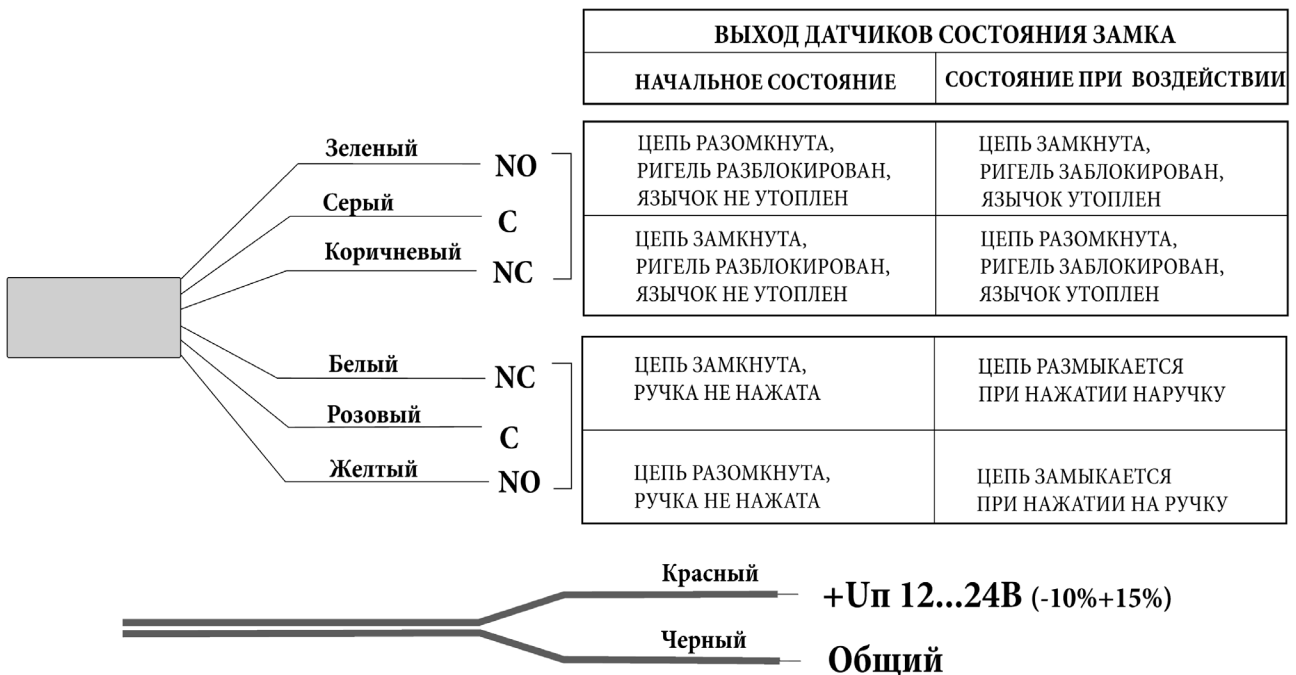 ВЫХОД ДАТЧИКОВ СОСТОЯНИЯ ЗАМКА
НАЧАЛЬНОЕ СОСТОЯНИЕ
СОСТОЯНИЕ ПРИ ВОЗДЕЙСТВИИ
Зеленый
NO
ЦЕПЬ РАЗОМКНУТА,
РИГЕЛЬ РАЗБЛОКИРОВАН,
ЯЗЫЧОК НЕ УТОПЛЕН
ЦЕПЬ ЗАМКНУТА,
РИГЕЛЬ ЗАБЛОКИРОВАН,
ЯЗЫЧОК УТОПЛЕН
Серый
C
Коричневый
NC
ЦЕПЬ ЗАМКНУТА,
РИГЕЛЬ РАЗБЛОКИРОВАН,
ЯЗЫЧОК НЕ УТОПЛЕН
ЦЕПЬ РАЗОМКНУТА,
РИГЕЛЬ ЗАБЛОКИРОВАН,
ЯЗЫЧОК УТОПЛЕН
Белый
NC
ЦЕПЬ ЗАМКНУТА,
РУЧКА НЕ НАЖАТА
ЦЕПЬ РАЗМЫКАЕТСЯ
ПРИ НАЖАТИИ НАРУЧКУ
Розовый
C
Желтый
NO
ЦЕПЬ РАЗОМКНУТА,
РУЧКА НЕ НАЖАТА
ЦЕПЬ ЗАМЫКАЕТСЯ
ПРИ НАЖАТИИ НА РУЧКУ
Красный
+Uп 12...24В (-10%+15%)
Черный
Общий